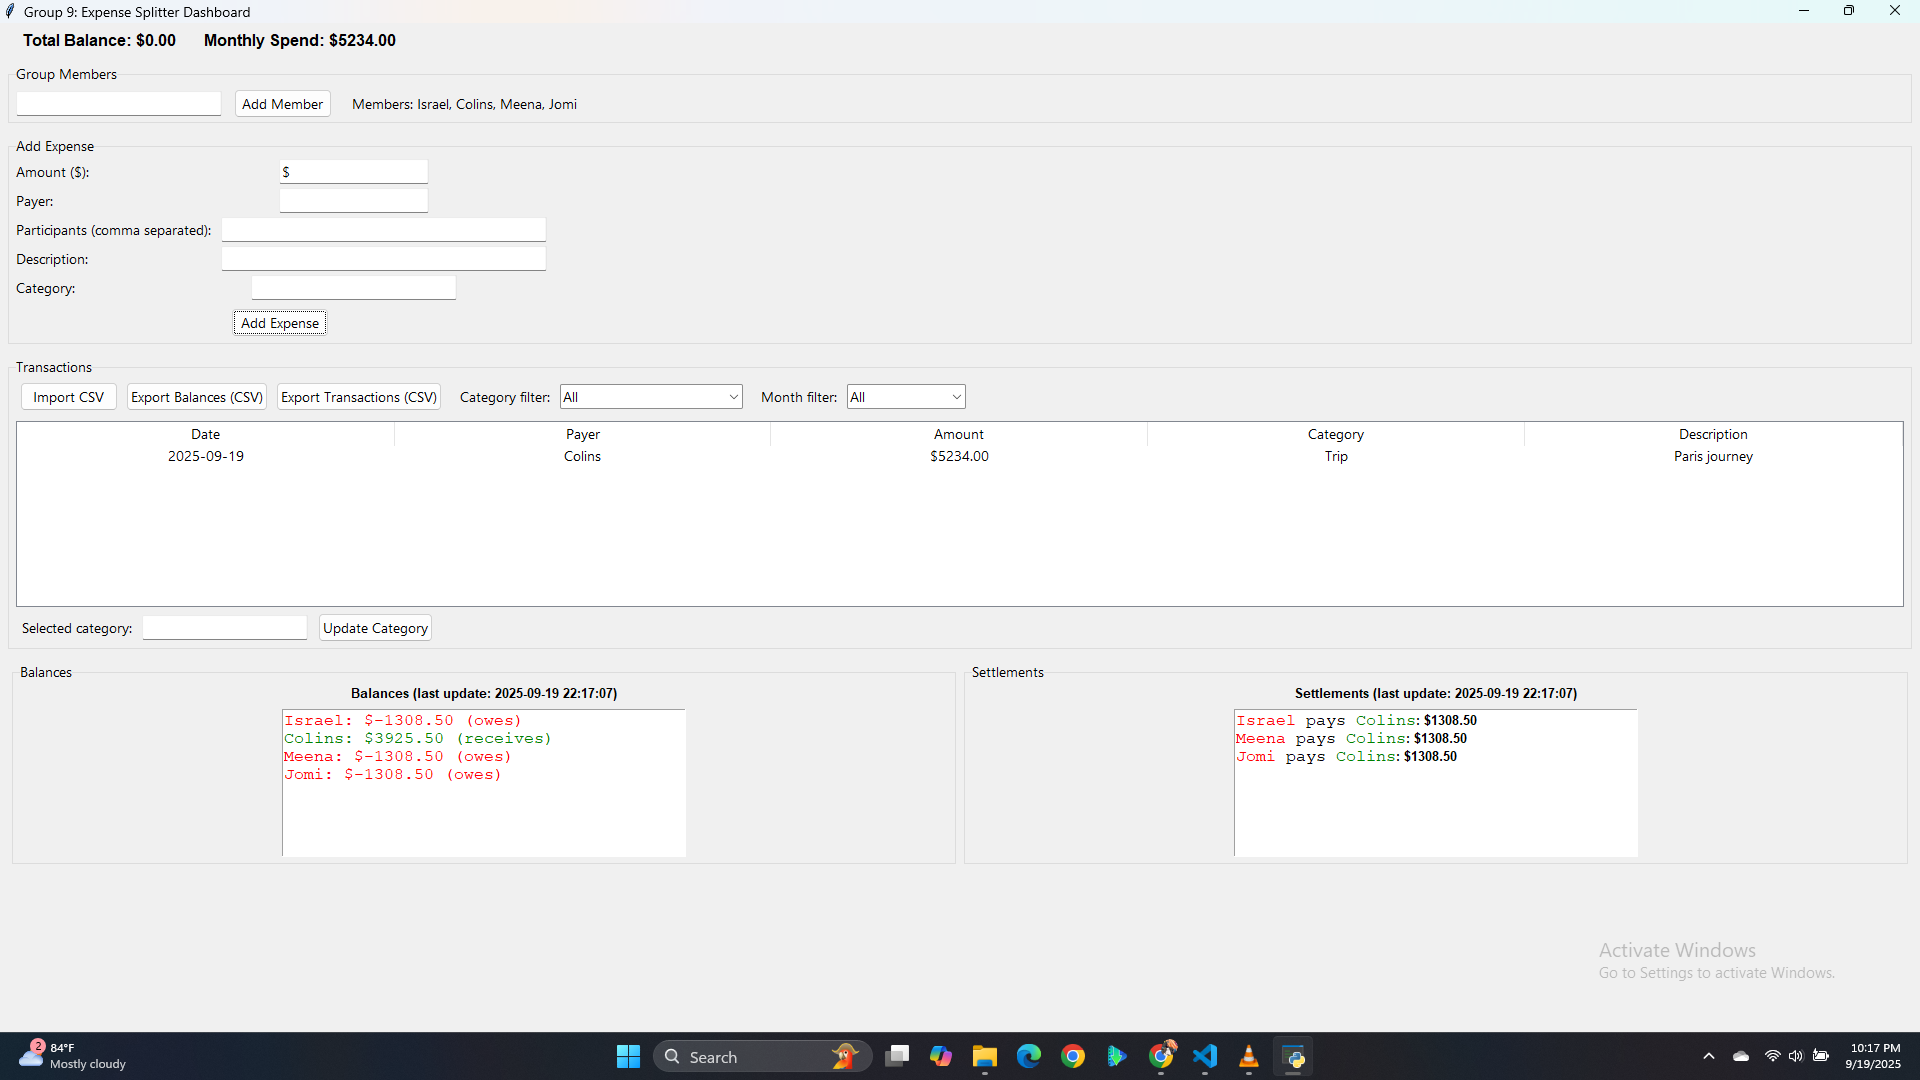 Group 9: Expense Splitter Dashboard
Total Balance: $0.00 Monthly Spend: $5234.00
Group Members
Add Member Members: Israel, Colins, Meena, Jomi
Add Expense
Amount ($): $
Payer:
Participants (comma separated):
Description:
Category:
Add Expense
Transactions
Import CSV Export Balances (CSV) Export Transactions (CSV) Category filter: All Month filter: All
Date Payer Amount Category Description
2025-09-19 Colins $5234.00 Trip Paris journey
Selected category: Update Category
Balances
Balances (last update: 2025-09-19 22:17:07)
Israel: $-1308.50 (owes)
Colins: $3925.50 (receives)
Meena: $-1308.50 (owes)
Jomi: $-1308.50 (owes)
Settlements
Settlements (last update: 2025-09-19 22:17:07)
Israel pays Colins: $1308.50
Meena pays Colins: $1308.50
Jomi pays Colins: $1308.50
Activate Windows
Go to Settings to activate Windows.
2
84°F
Mostly cloudy
Search
10:17 PM
9/19/2025